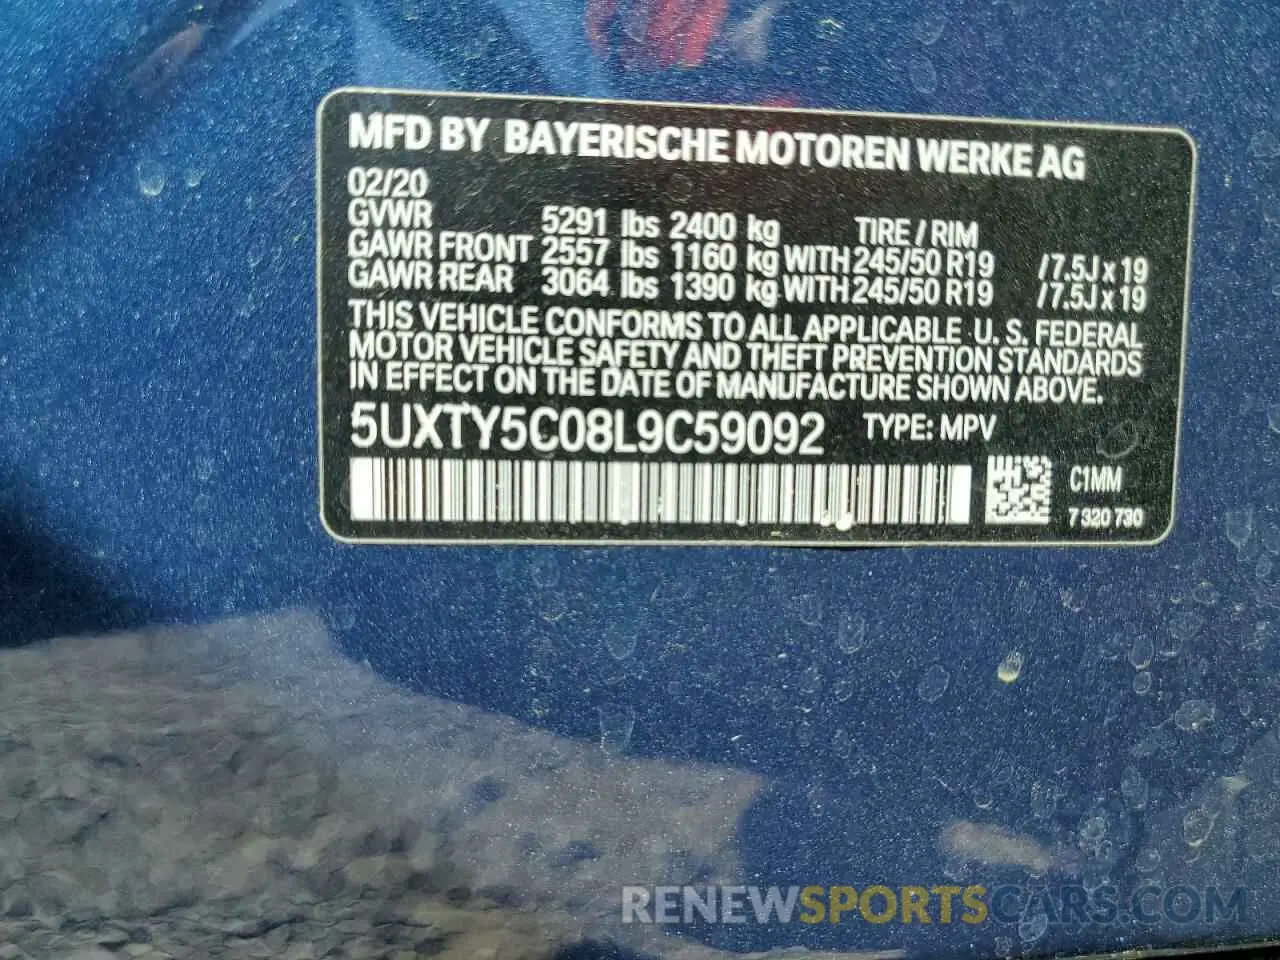 MFD BY BAYERISCHE MOTOREN WERKE AG
02/20
GVWR 5291 lbs 2400 kg TIRE / RIM
GAWR FRONT 2557 lbs 1160 kg WITH 245/50 R19 / 7.5J x 19
GAWR REAR 3064 lbs 1390 kg WITH 245/50 R19 / 7.5J x 19
THIS VEHICLE CONFORMS TO ALL APPLICABLE U. S. FEDERAL
MOTOR VEHICLE SAFETY AND THEFT PREVENTION STANDARDS
IN EFFECT ON THE DATE OF MANUFACTURE SHOWN ABOVE.
5UXTY5C08L9C59092 TYPE: MPV
C1MM
7 320 730
RENEWSPORTSCARS.COM